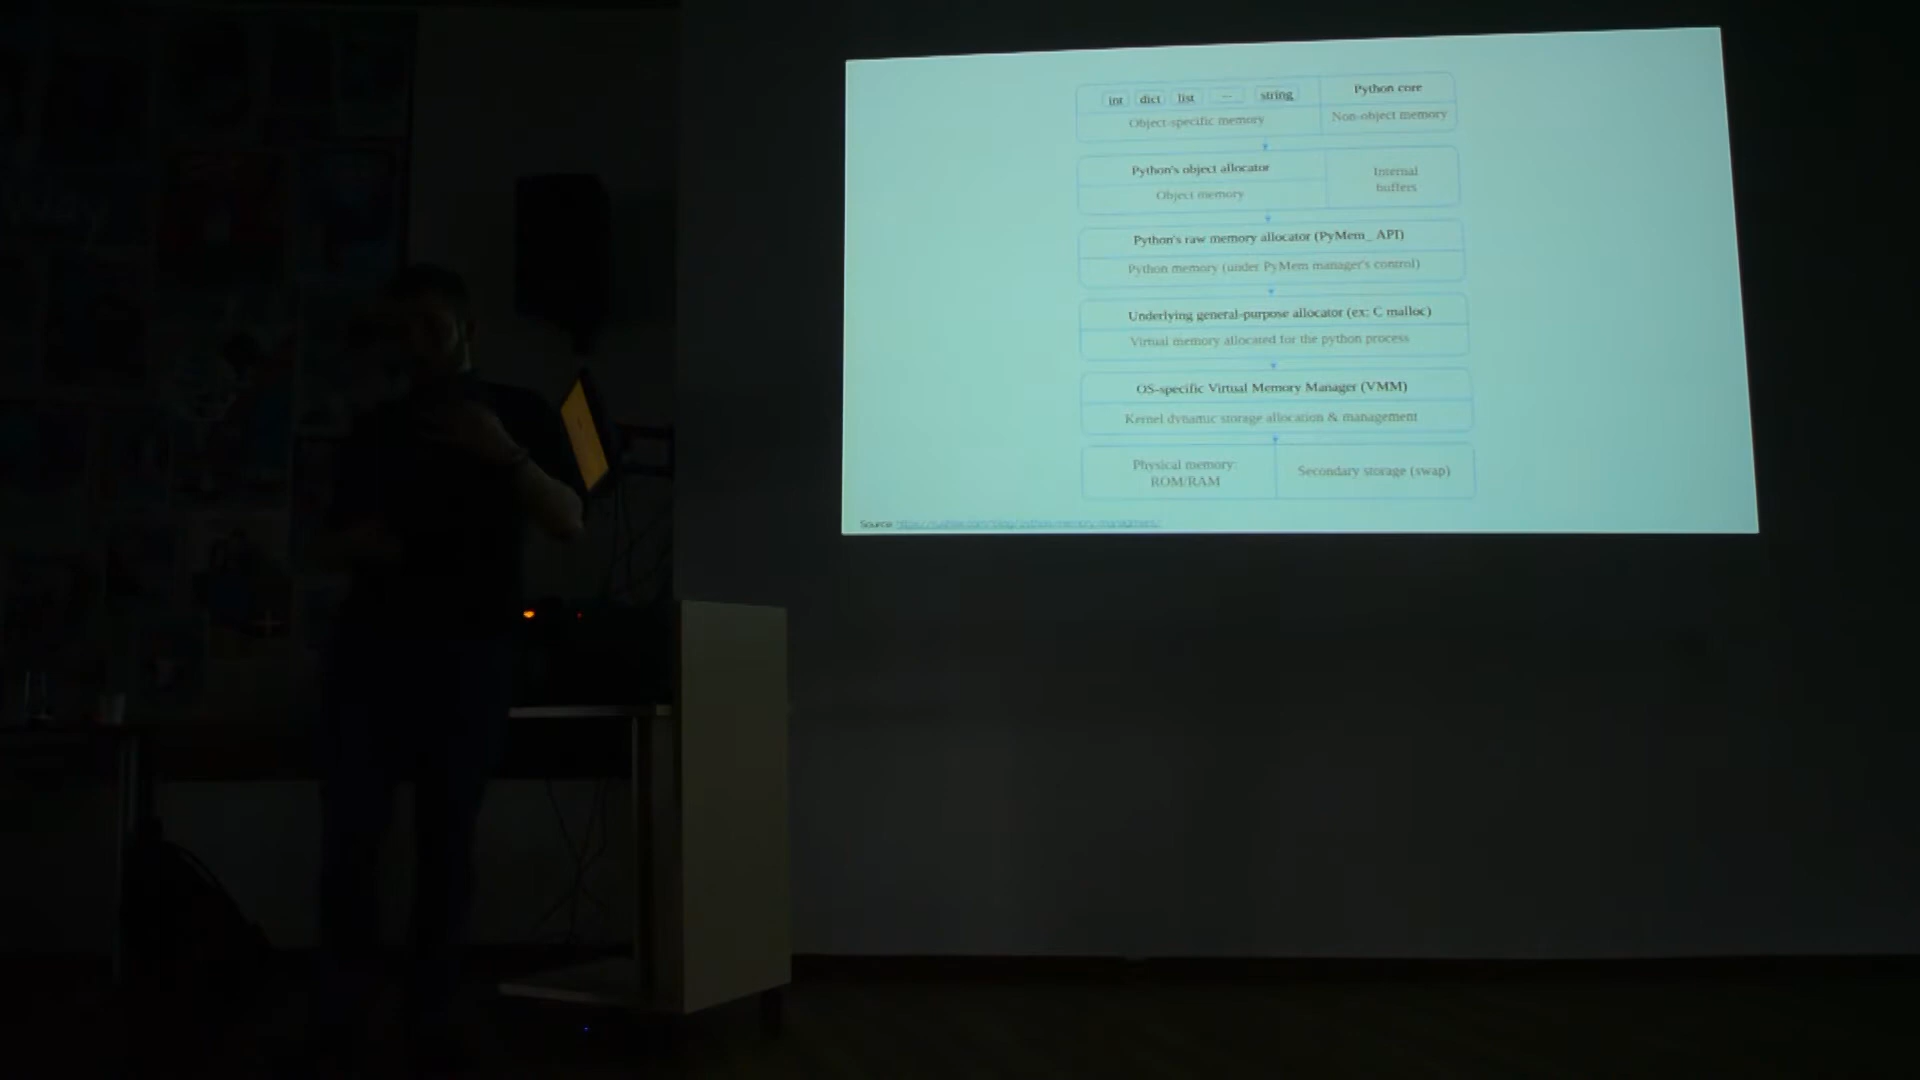 int dict list ... string
Python core
Object-specific memory
Non-object memory
Python's object allocator
Object memory
Internal
buffers
Python's raw memory allocator (PyMem_ API)
Python memory (under PyMem manager's control)
Underlying general-purpose allocator (ex: C malloc)
Virtual memory allocated for the python process
OS-specific Virtual Memory Manager (VMM)
Kernel dynamic storage allocation & management
Physical memory:
ROM/RAM
Secondary storage (swap)
Source: